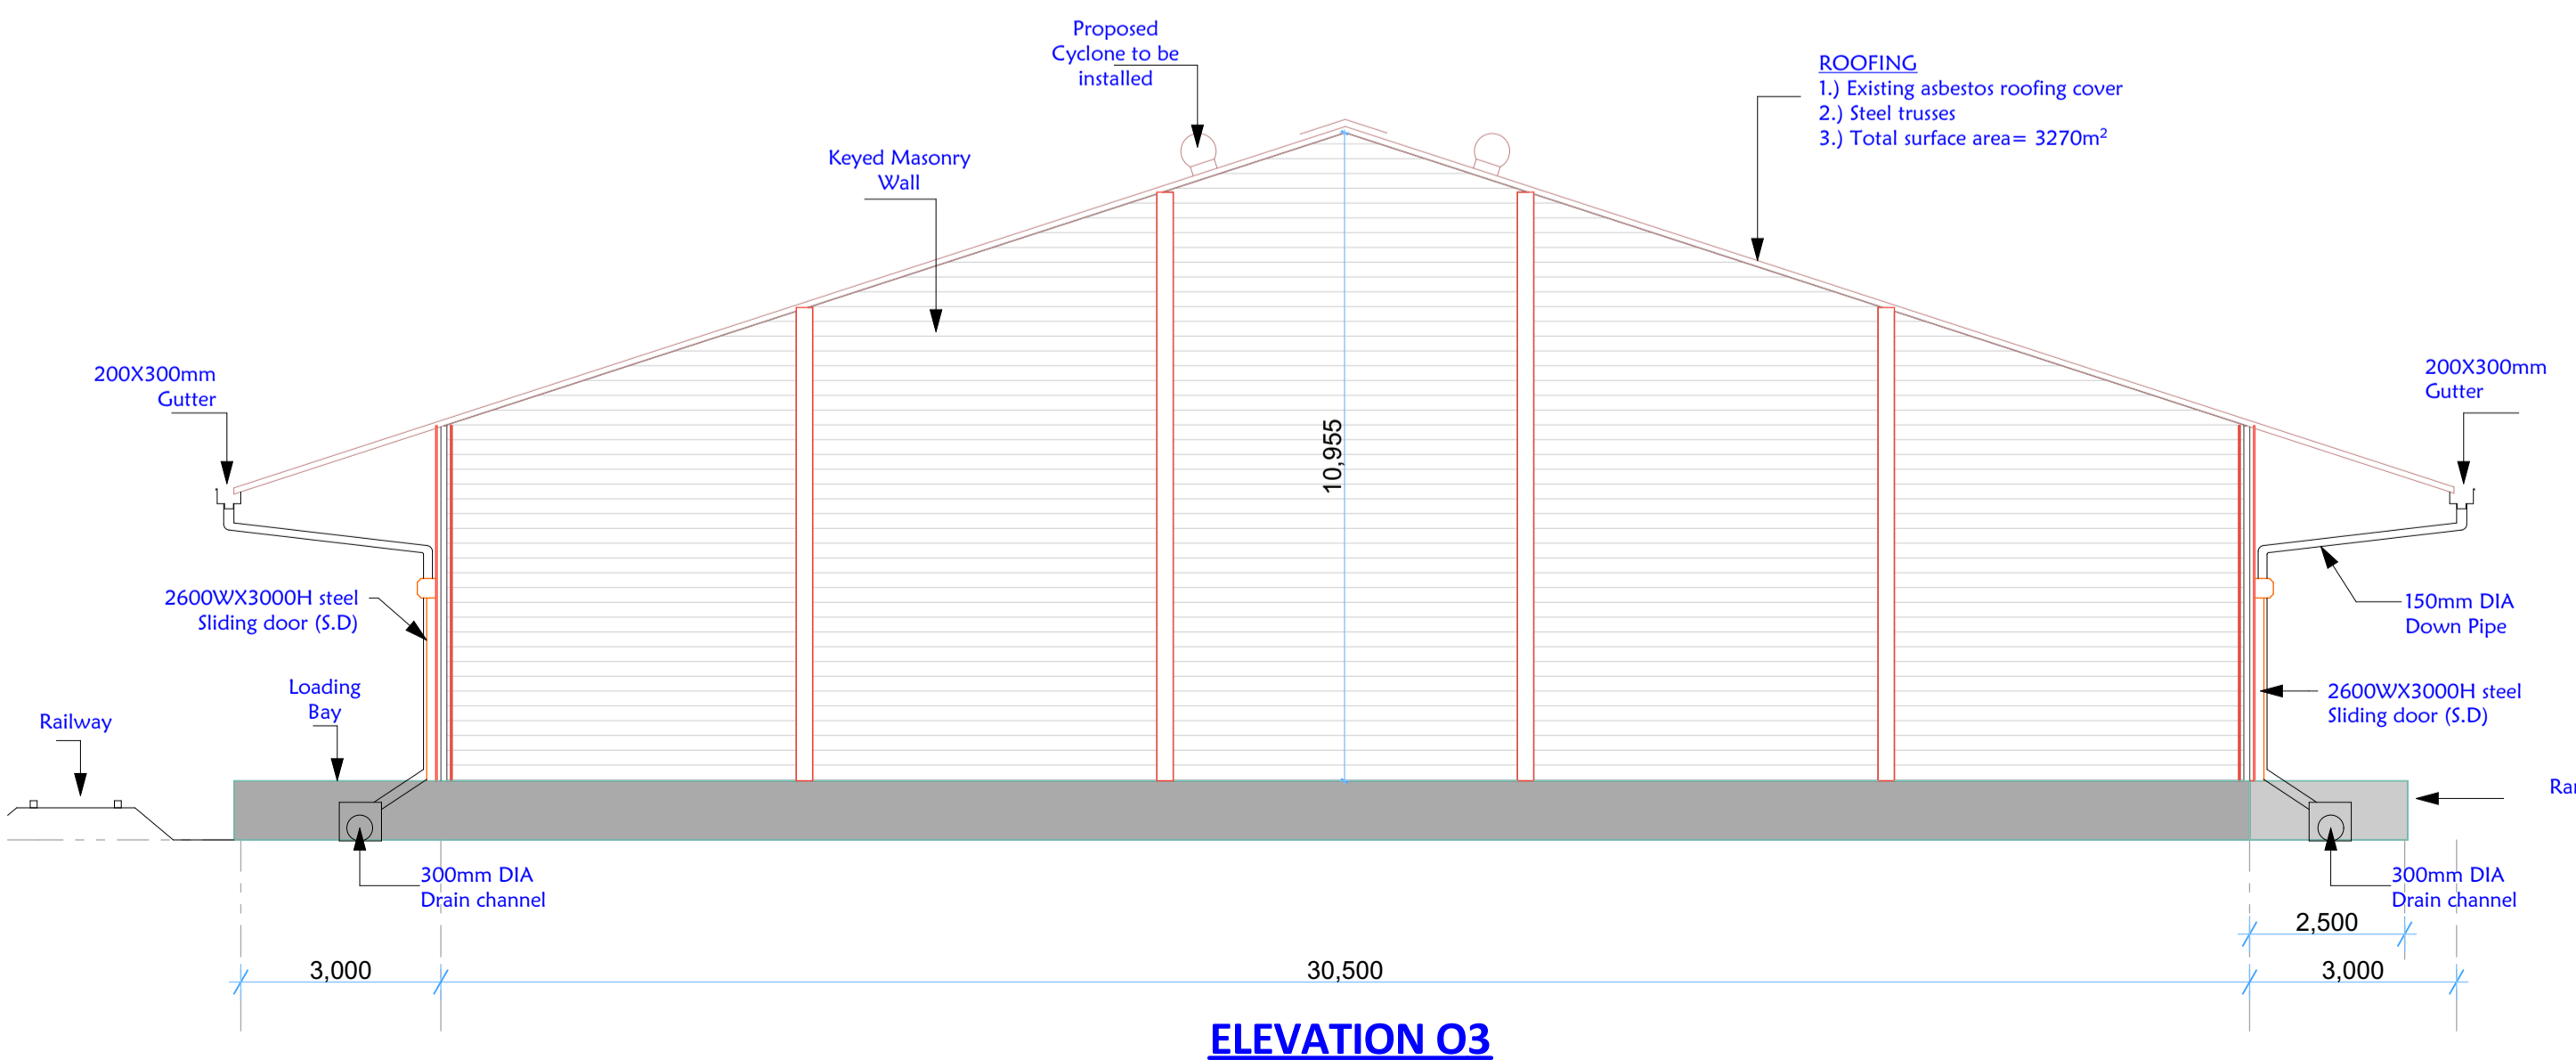 Proposed
Cyclone to be
installed
ROOFING
1.) Existing asbestos roofing cover
2.) Steel trusses
3.) Total surface area= 3270m²
Keyed Masonry
Wall
200X300mm
Gutter
200X300mm
Gutter
10,955
2600WX3000H steel
Sliding door (S.D)
150mm DIA
Down Pipe
Loading
Bay
2600WX3000H steel
Sliding door (S.D)
Railway
300mm DIA
Drain channel
300mm DIA
Drain channel
2,500
3,000
30,500
3,000
ELEVATION O3